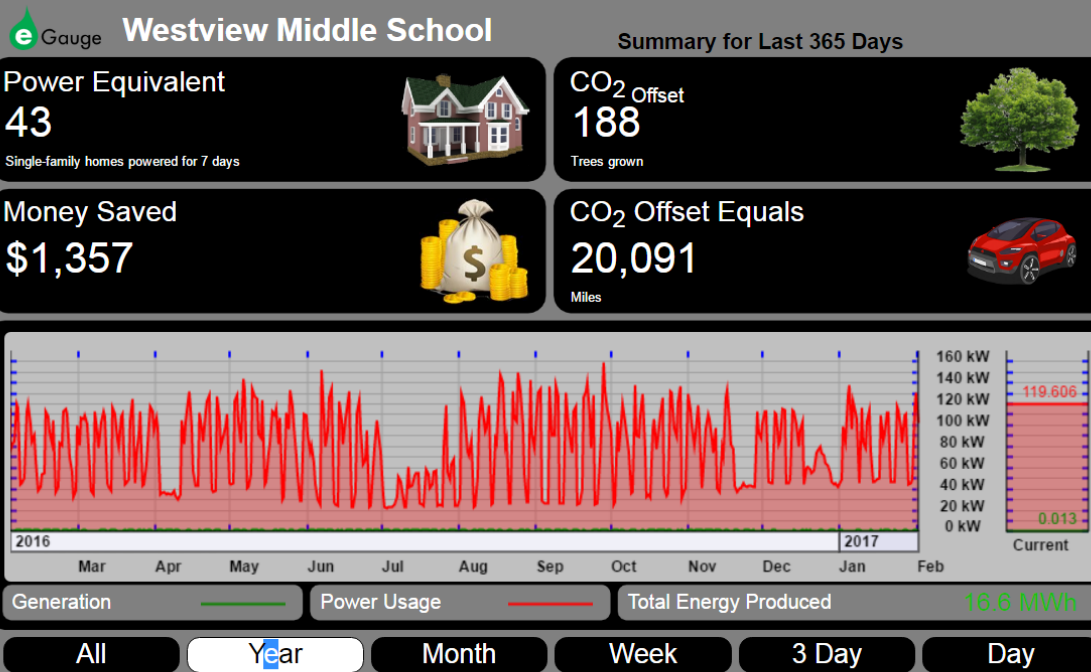 e Gauge Westview Middle School
Summary for Last 365 Days
Power Equivalent
43
Single-family homes powered for 7 days
CO2 Offset
188
Trees grown
Money Saved
$1,357
$
CO2 Offset Equals
20,091
Miles
160 kW
140 kW
120 kW
100 kW
80 kW
60 kW
40 kW
20 kW
0 kW
119.606
0.013
Current
2016 2017
Mar Apr May Jun Jul Aug Sep Oct Nov Dec Jan Feb
Generation Power Usage Total Energy Produced 16.6 MWh
All Year Month Week 3 Day Day